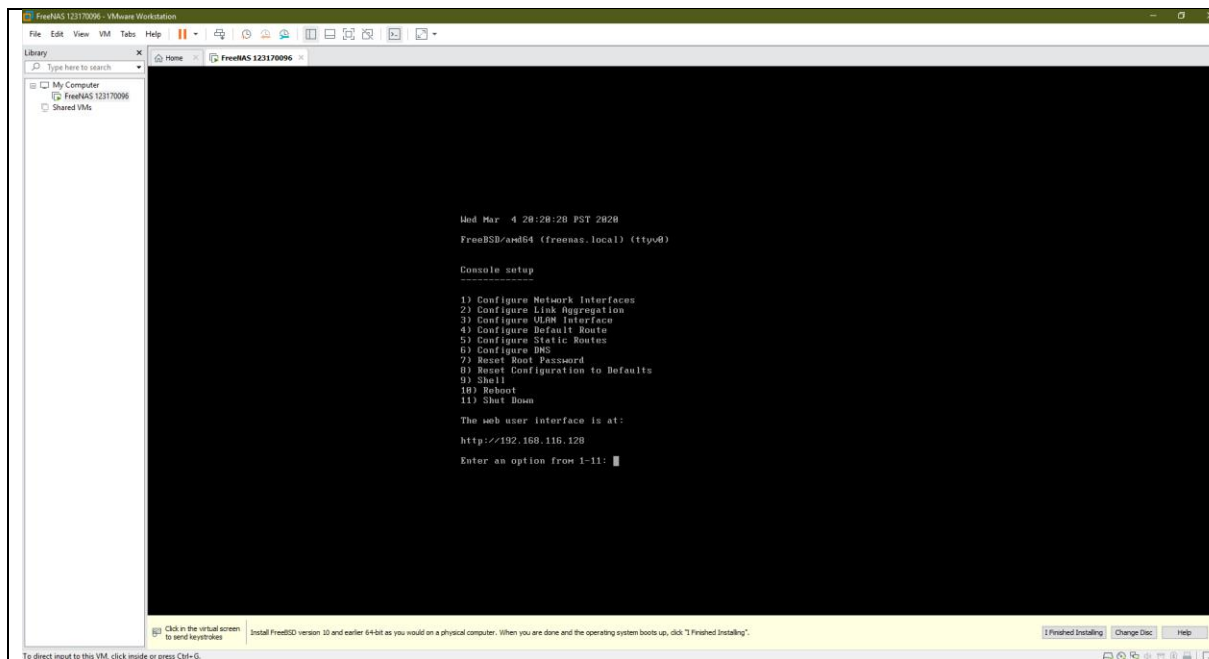 FreeNAS 123170096 - VMware Workstation
File Edit View VM Tabs Help
Library
Type here to search
My Computer
FreeNAS 123170096
Shared VMs
Home
FreeNAS 123170096
Wed Mar 4 20:20:28 PST 2020
FreeBSD/amd64 (freenas.local) (ttyv0)
Console setup
-------------
1) Configure Network Interfaces
2) Configure Link Aggregation
3) Configure VLAN Interface
4) Configure Default Route
5) Configure Static Routes
6) Configure DNS
7) Reset Root Password
8) Reset Configuration to Defaults
9) Shell
10) Reboot
11) Shut Down
The web user interface is at:
http://192.168.116.128
Enter an option from 1-11:
Click in the virtual screen
to send keystrokes
Install FreeBSD version 10 and earlier 64-bit as you would on a physical computer. When you are done and the operating system boots up, click "I Finished Installing".
I Finished Installing
Change Disc
Help
To direct input to this VM, click inside or press Ctrl+G.